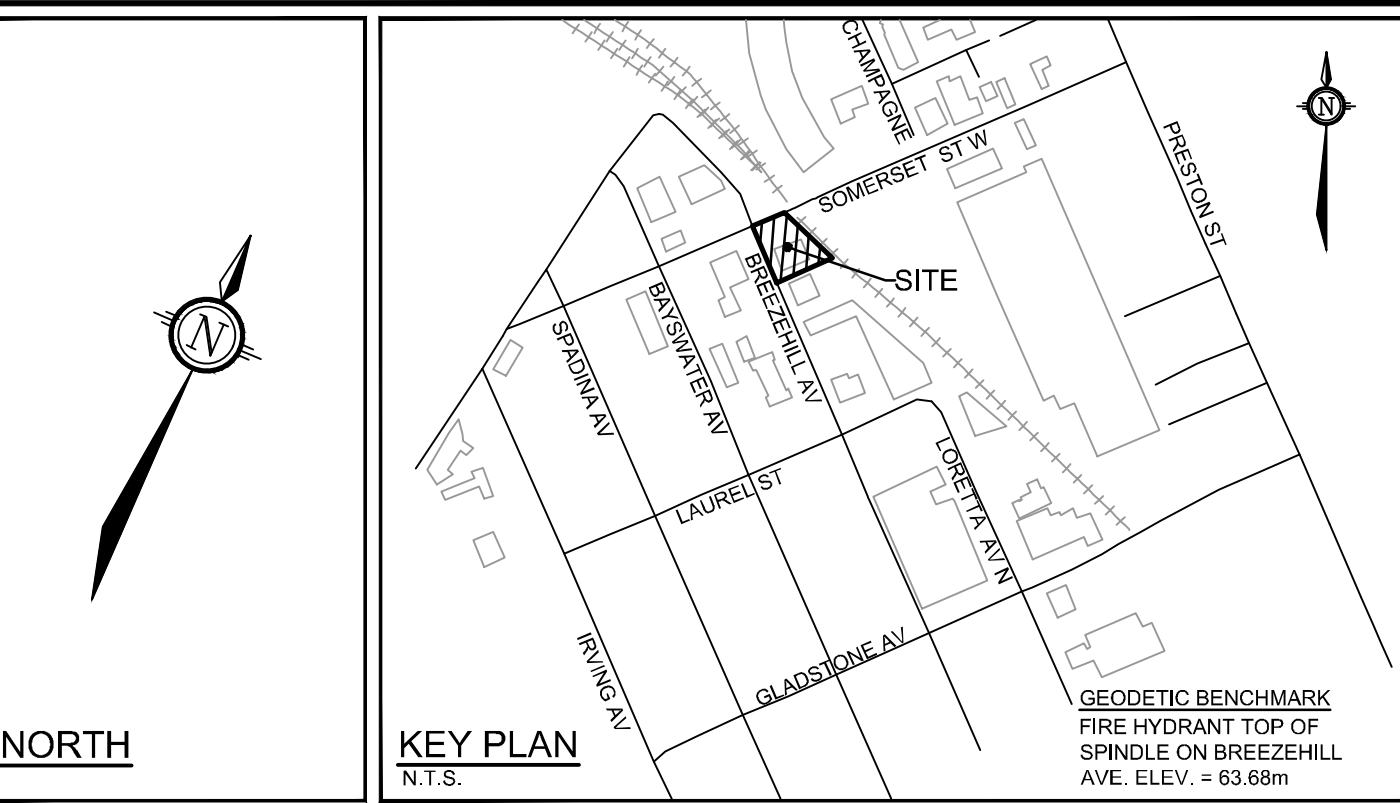 N
NORTH
CHAMPAGNE
N
PRESTON ST
SOMERSET ST W
SITE
BREEZEHILL AV
BAYSWATER AV
SPADINA AV
LAUREL ST
LORETTA AV N
IRVING AV
GLADSTONE AV
KEY PLAN
N.T.S.
GEODETIC BENCHMARK
FIRE HYDRANT TOP OF
SPINDLE ON BREEZEHILL
AVE. ELEV. = 63.68m